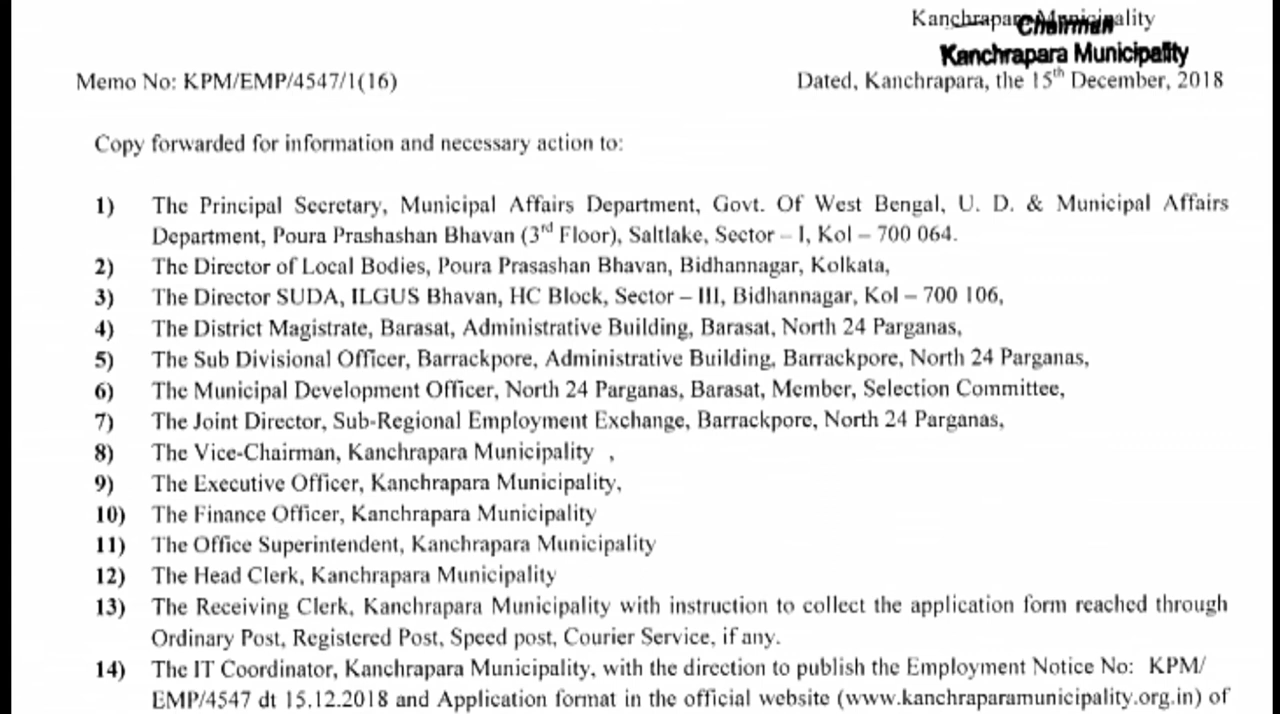 Kanchrapara Municipality
Chairman
Kanchrapara Municipality
Memo No: KPM/EMP/4547/1(16) Dated, Kanchrapara, the 15th December, 2018
Copy forwarded for information and necessary action to:
1) The Principal Secretary, Municipal Affairs Department, Govt. Of West Bengal, U. D. & Municipal Affairs
Department, Poura Prashashan Bhavan (3rd Floor), Saltlake, Sector – I, Kol – 700 064.
2) The Director of Local Bodies, Poura Prasashan Bhavan, Bidhannagar, Kolkata,
3) The Director SUDA, ILGUS Bhavan, HC Block, Sector – III, Bidhannagar, Kol – 700 106,
4) The District Magistrate, Barasat, Administrative Building, Barasat, North 24 Parganas,
5) The Sub Divisional Officer, Barrackpore, Administrative Building, Barrackpore, North 24 Parganas,
6) The Municipal Development Officer, North 24 Parganas, Barasat, Member, Selection Committee,
7) The Joint Director, Sub-Regional Employment Exchange, Barrackpore, North 24 Parganas,
8) The Vice-Chairman, Kanchrapara Municipality ,
9) The Executive Officer, Kanchrapara Municipality,
10) The Finance Officer, Kanchrapara Municipality
11) The Office Superintendent, Kanchrapara Municipality
12) The Head Clerk, Kanchrapara Municipality
13) The Receiving Clerk, Kanchrapara Municipality with instruction to collect the application form reached through
Ordinary Post, Registered Post, Speed post, Courier Service, if any.
14) The IT Coordinator, Kanchrapara Municipality, with the direction to publish the Employment Notice No: KPM/
EMP/4547 dt 15.12.2018 and Application format in the official website (www.kanchraparamunicipality.org.in) of